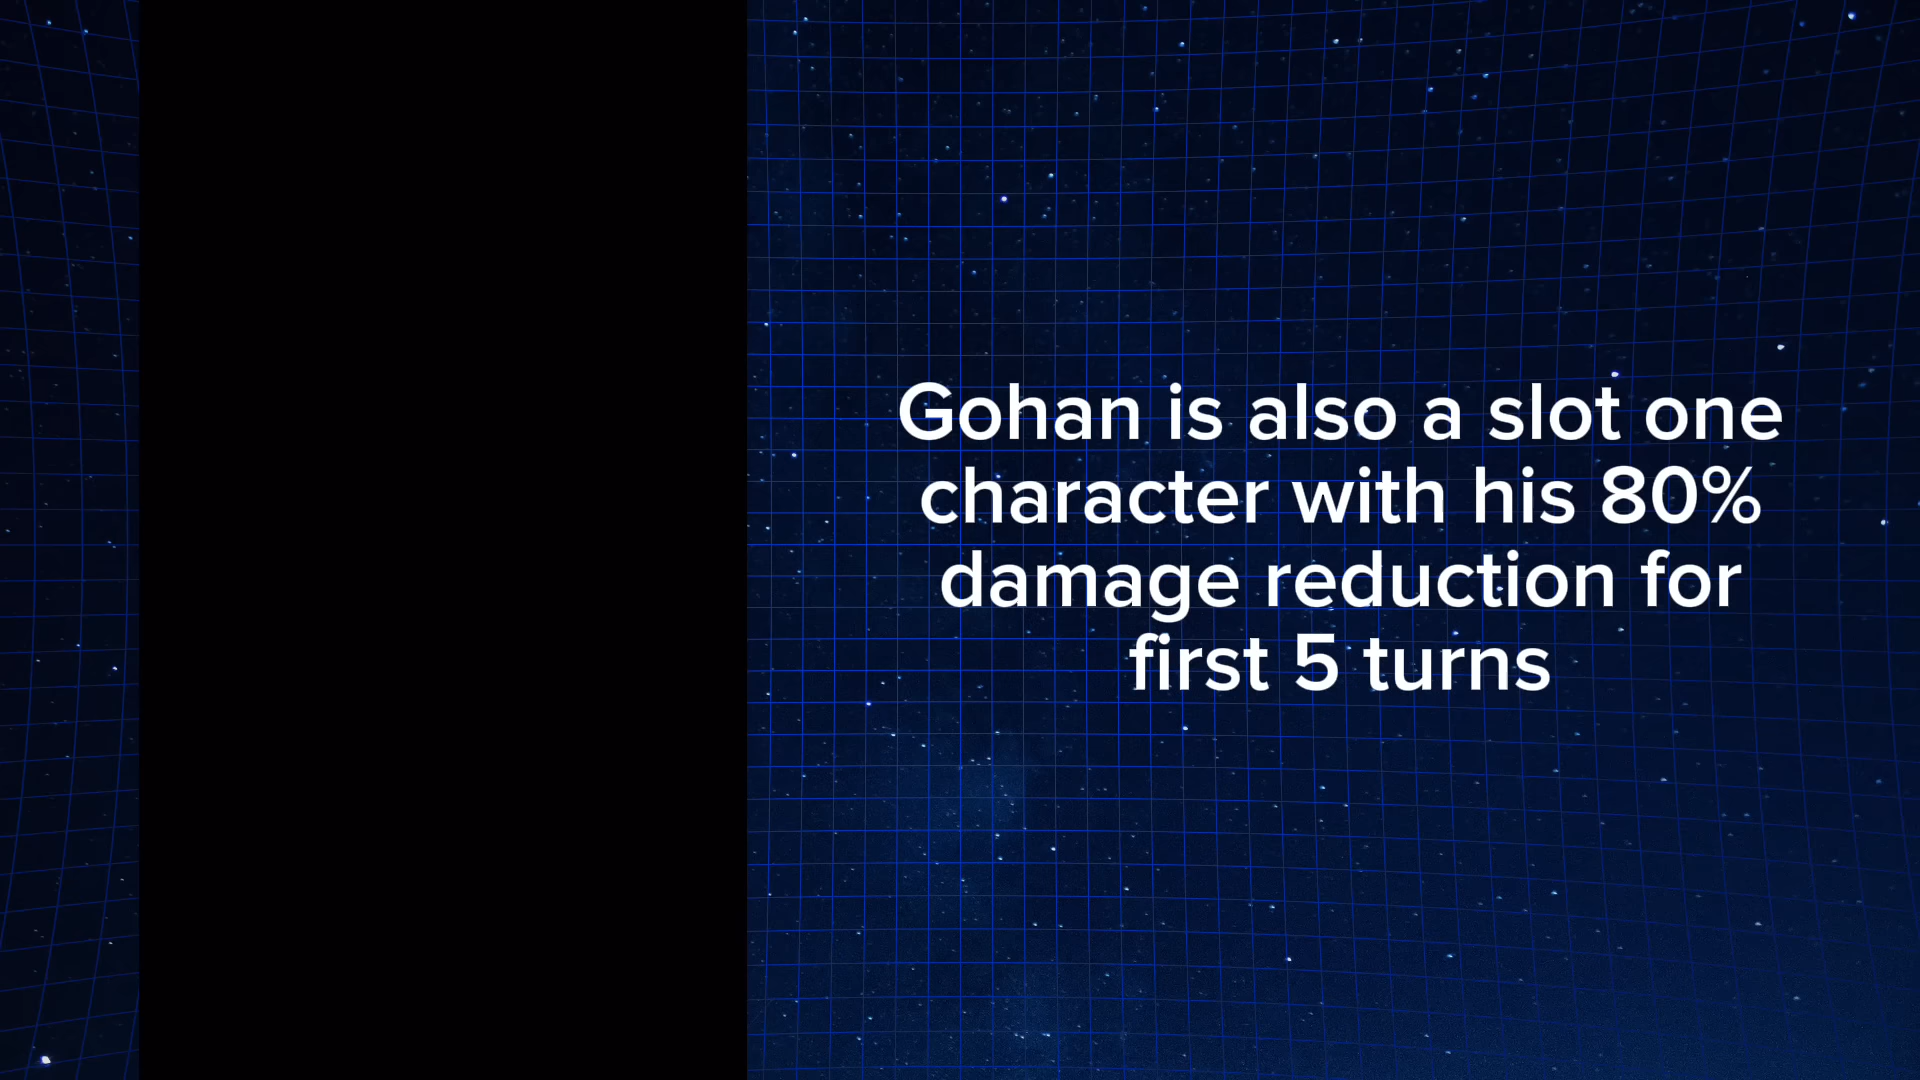 Gohan is also a slot one
character with his 80%
damage reduction for
first 5 turns